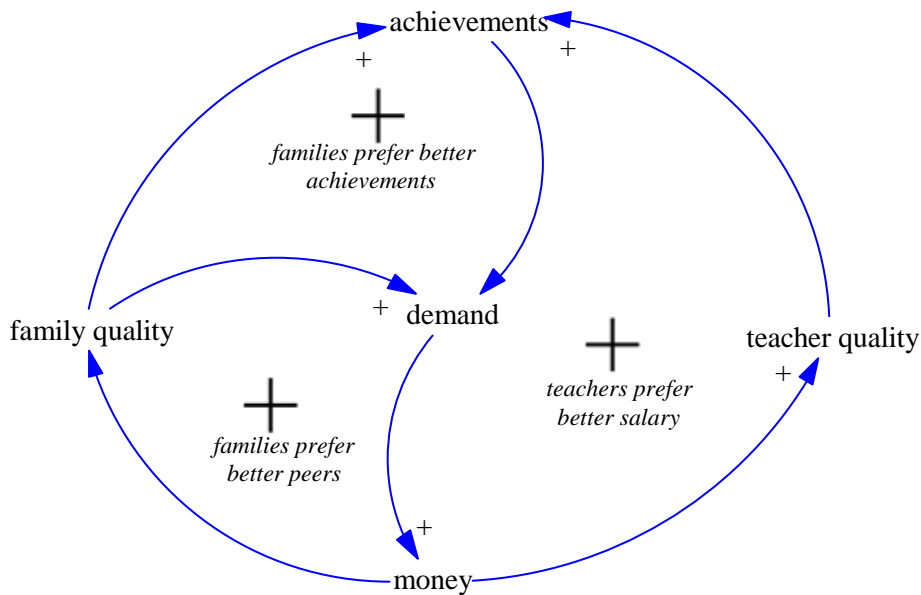 achievements
+
+
+
families prefer better
achievements
+
demand
family quality
+
teacher quality
+
teachers prefer
better salary
+
families prefer
better peers
+
money